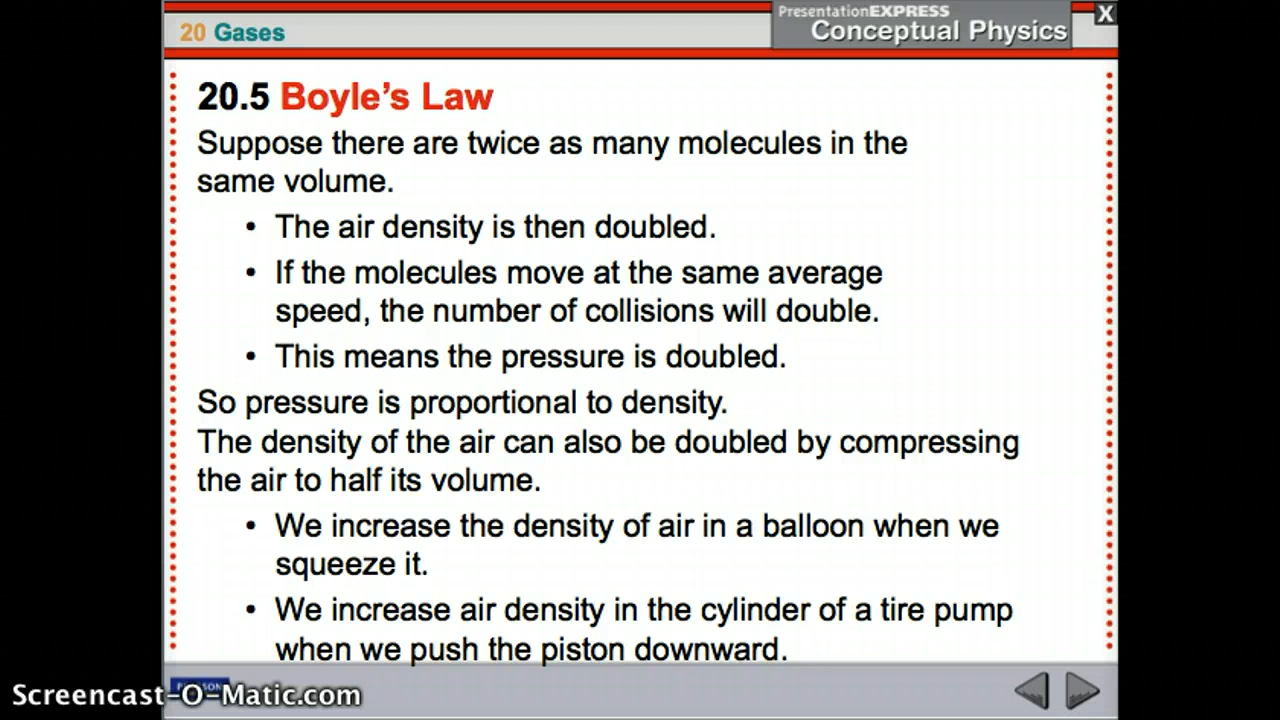 20 Gases
PresentationEXPRESS
Conceptual Physics
X
20.5 Boyle's Law
Suppose there are twice as many molecules in the
same volume.
• The air density is then doubled.
• If the molecules move at the same average
speed, the number of collisions will double.
• This means the pressure is doubled.
So pressure is proportional to density.
The density of the air can also be doubled by compressing
the air to half its volume.
• We increase the density of air in a balloon when we
squeeze it.
• We increase air density in the cylinder of a tire pump
when we push the piston downward.
Screencast-O-Matic.com